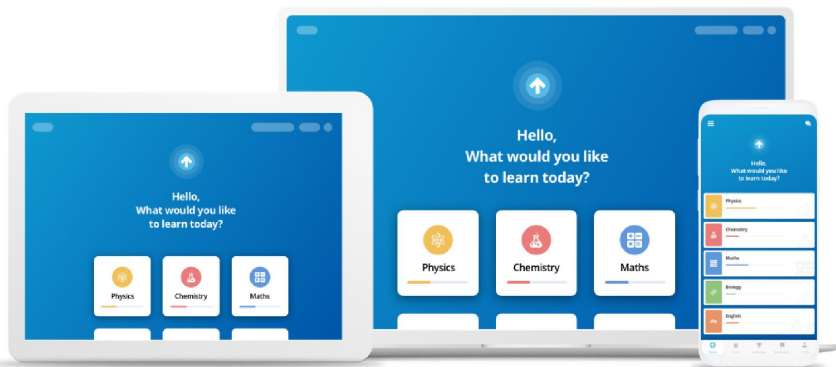 Hello,
What would you like
to learn today?
Physics
Chemistry
Maths
Hello,
What would you like
to learn today?
Physics
Chemistry
Maths
Hello,
What would you like
to learn today?
Physics
Chemistry
Maths
Biology
English